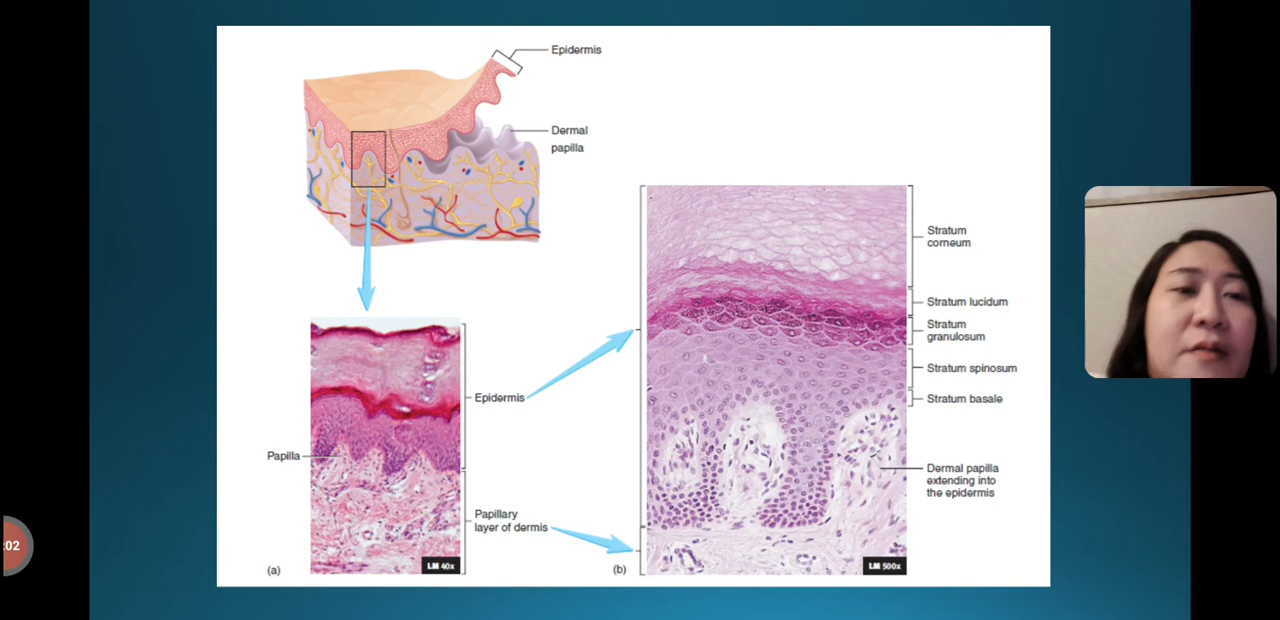 Epidermis
Dermal
papilla
Stratum
corneum
Stratum lucidum
Stratum
granulosum
Stratum spinosum
Stratum basale
Dermal papilla
extending into
the epidermis
Epidermis
Papilla
Papillary
layer of dermis
LM 40x
(a)
(b)
LM 500x
:02